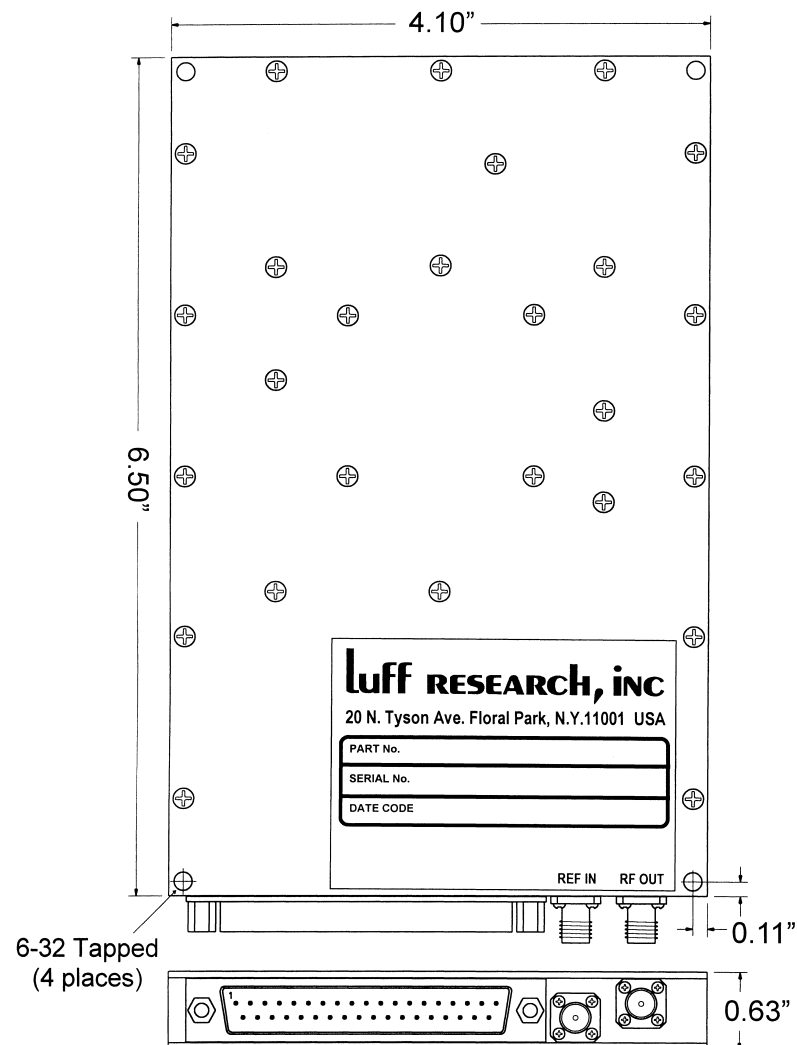 4.10”
6.50”
Luff RESEARCH, INC
20 N. Tyson Ave. Floral Park, N.Y.11001 USA
PART No.
SERIAL No.
DATE CODE
REF IN RF OUT
0.11”
6-32 Tapped
(4 places)
1
0.63”